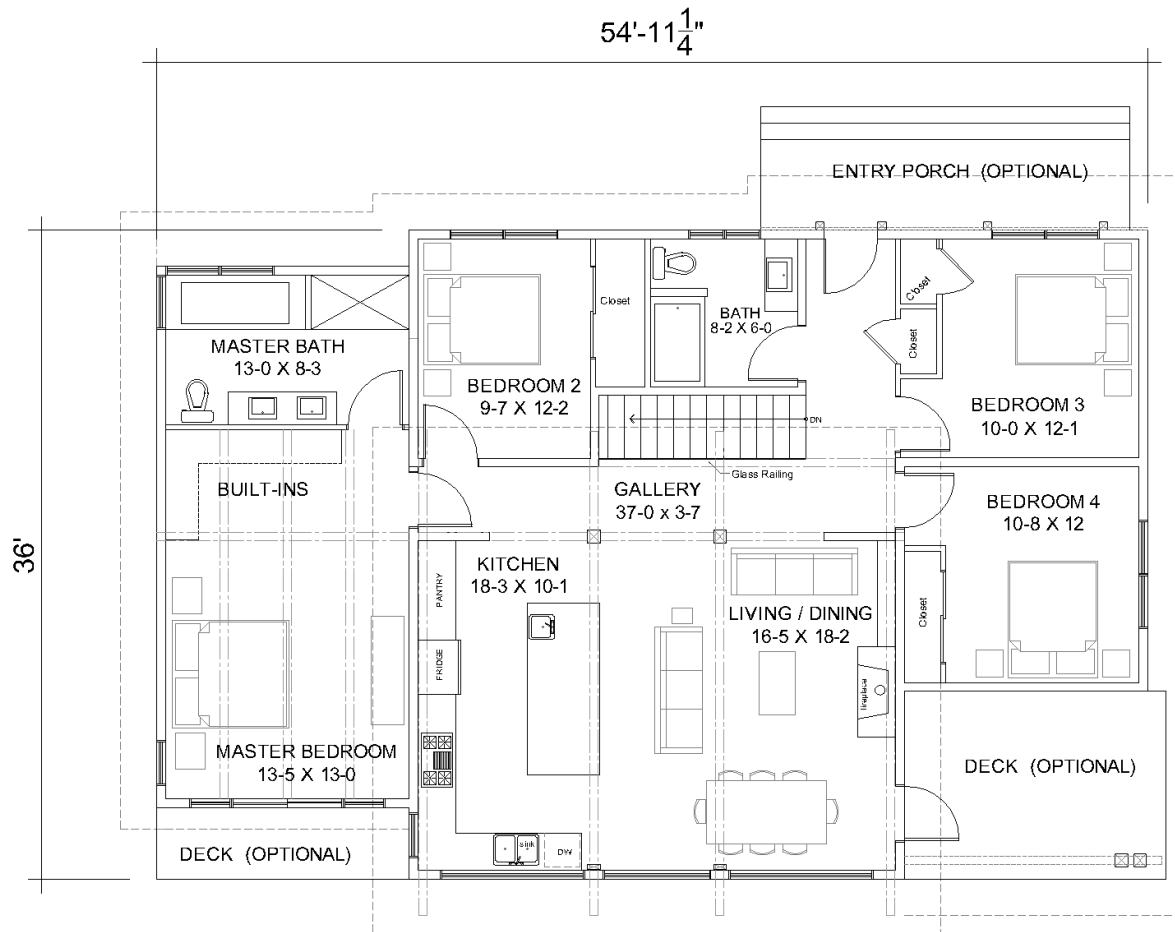 54'-11 1/4"
ENTRY PORCH (OPTIONAL)
Closet
Closet
BATH
8-2 X 6-0
Closet
MASTER BATH
13-0 X 8-3
BEDROOM 2
9-7 X 12-2
BEDROOM 3
10-0 X 12-1
DN
Glass Railing
BUILT-INS
GALLERY
37-0 x 3-7
BEDROOM 4
10-8 X 12
36'
KITCHEN
18-3 X 10-1
PANTRY
LIVING / DINING
16-5 X 18-2
Closet
FRIDGE
fireplace
MASTER BEDROOM
13-5 X 13-0
DECK (OPTIONAL)
DECK (OPTIONAL)
sink
DW